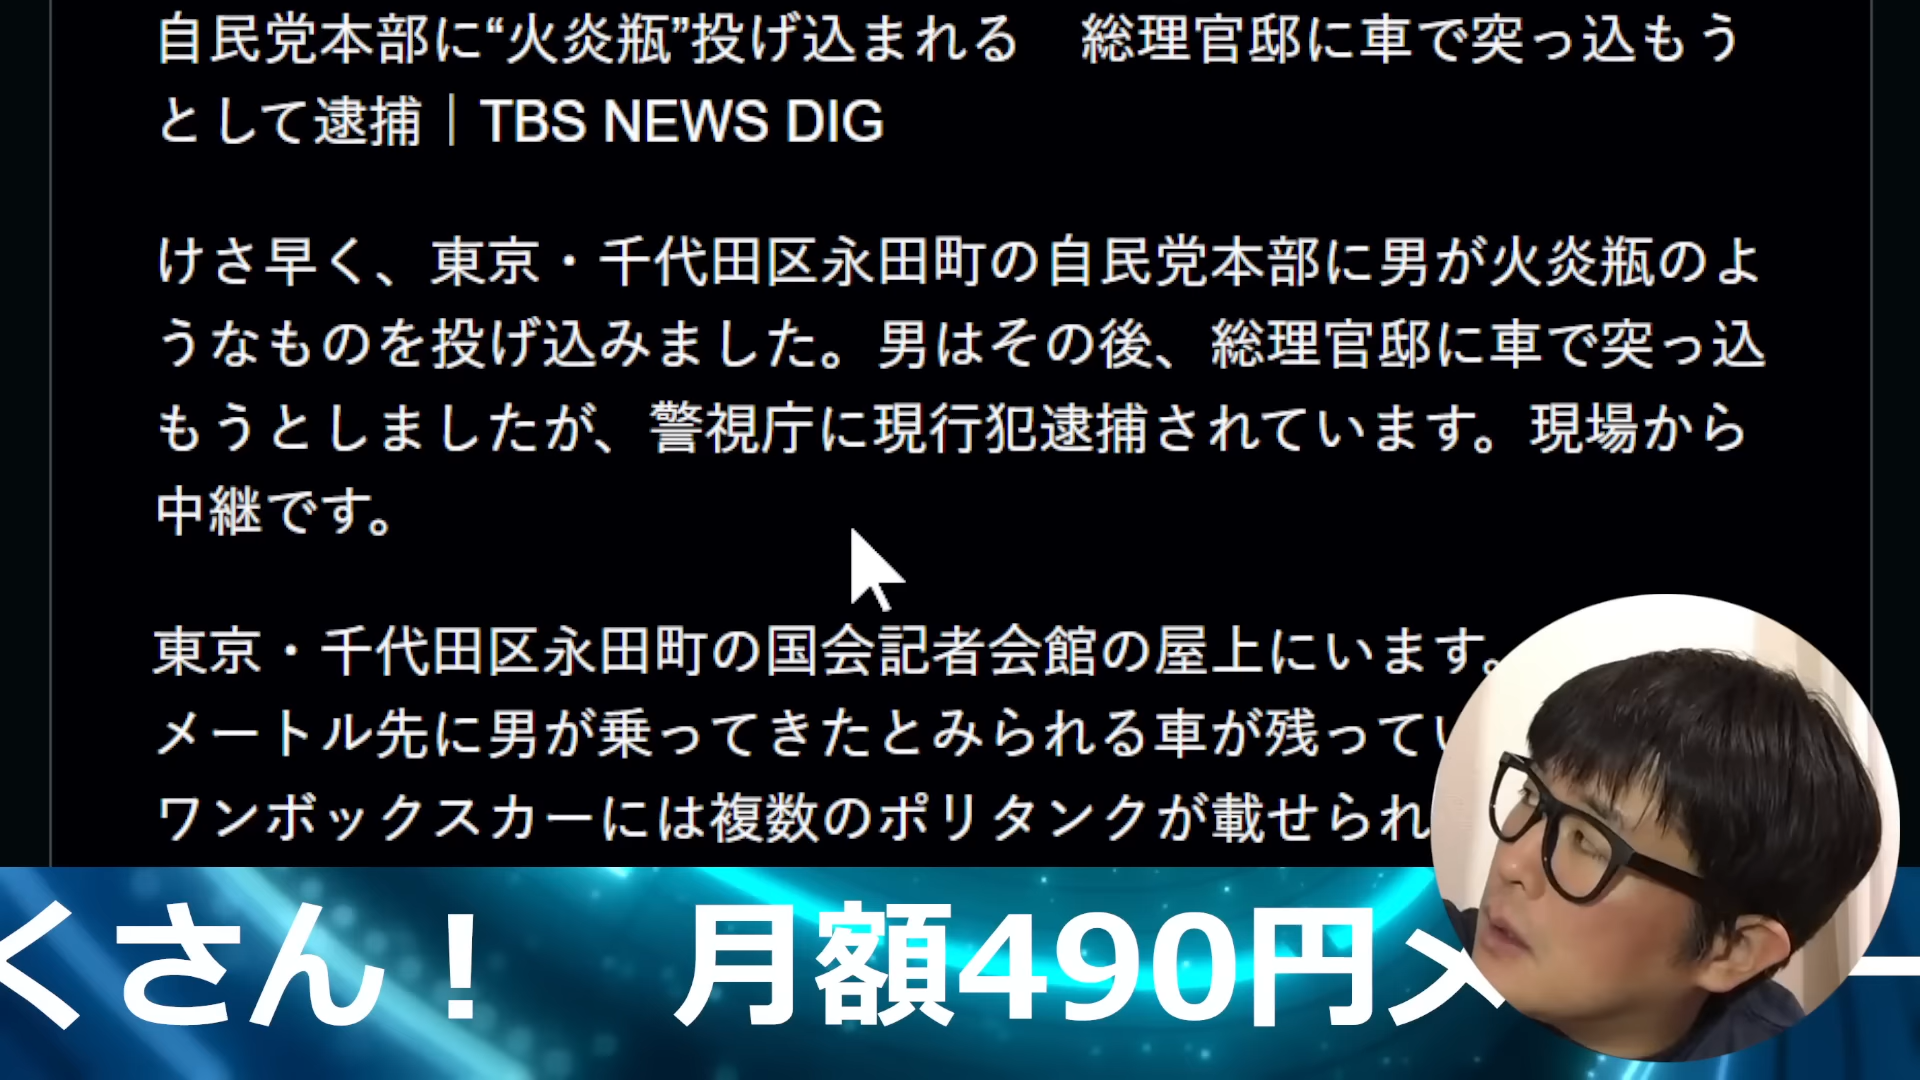 自民党本部に“火炎瓶”投げ込まれる　総理官邸に車で突っ込もう
として逮捕｜TBS NEWS DIG
けさ早く、東京・千代田区永田町の自民党本部に男が火炎瓶のよ
うなものを投げ込みました。男はその後、総理官邸に車で突っ込
もうとしましたが、警視庁に現行犯逮捕されています。現場から
中継です。
東京・千代田区永田町の国会記者会館の屋上にいます。
メートル先に男が乗ってきたとみられる車が残ってい
ワンボックスカーには複数のポリタンクが載せられ
くさん！　月額490円メ